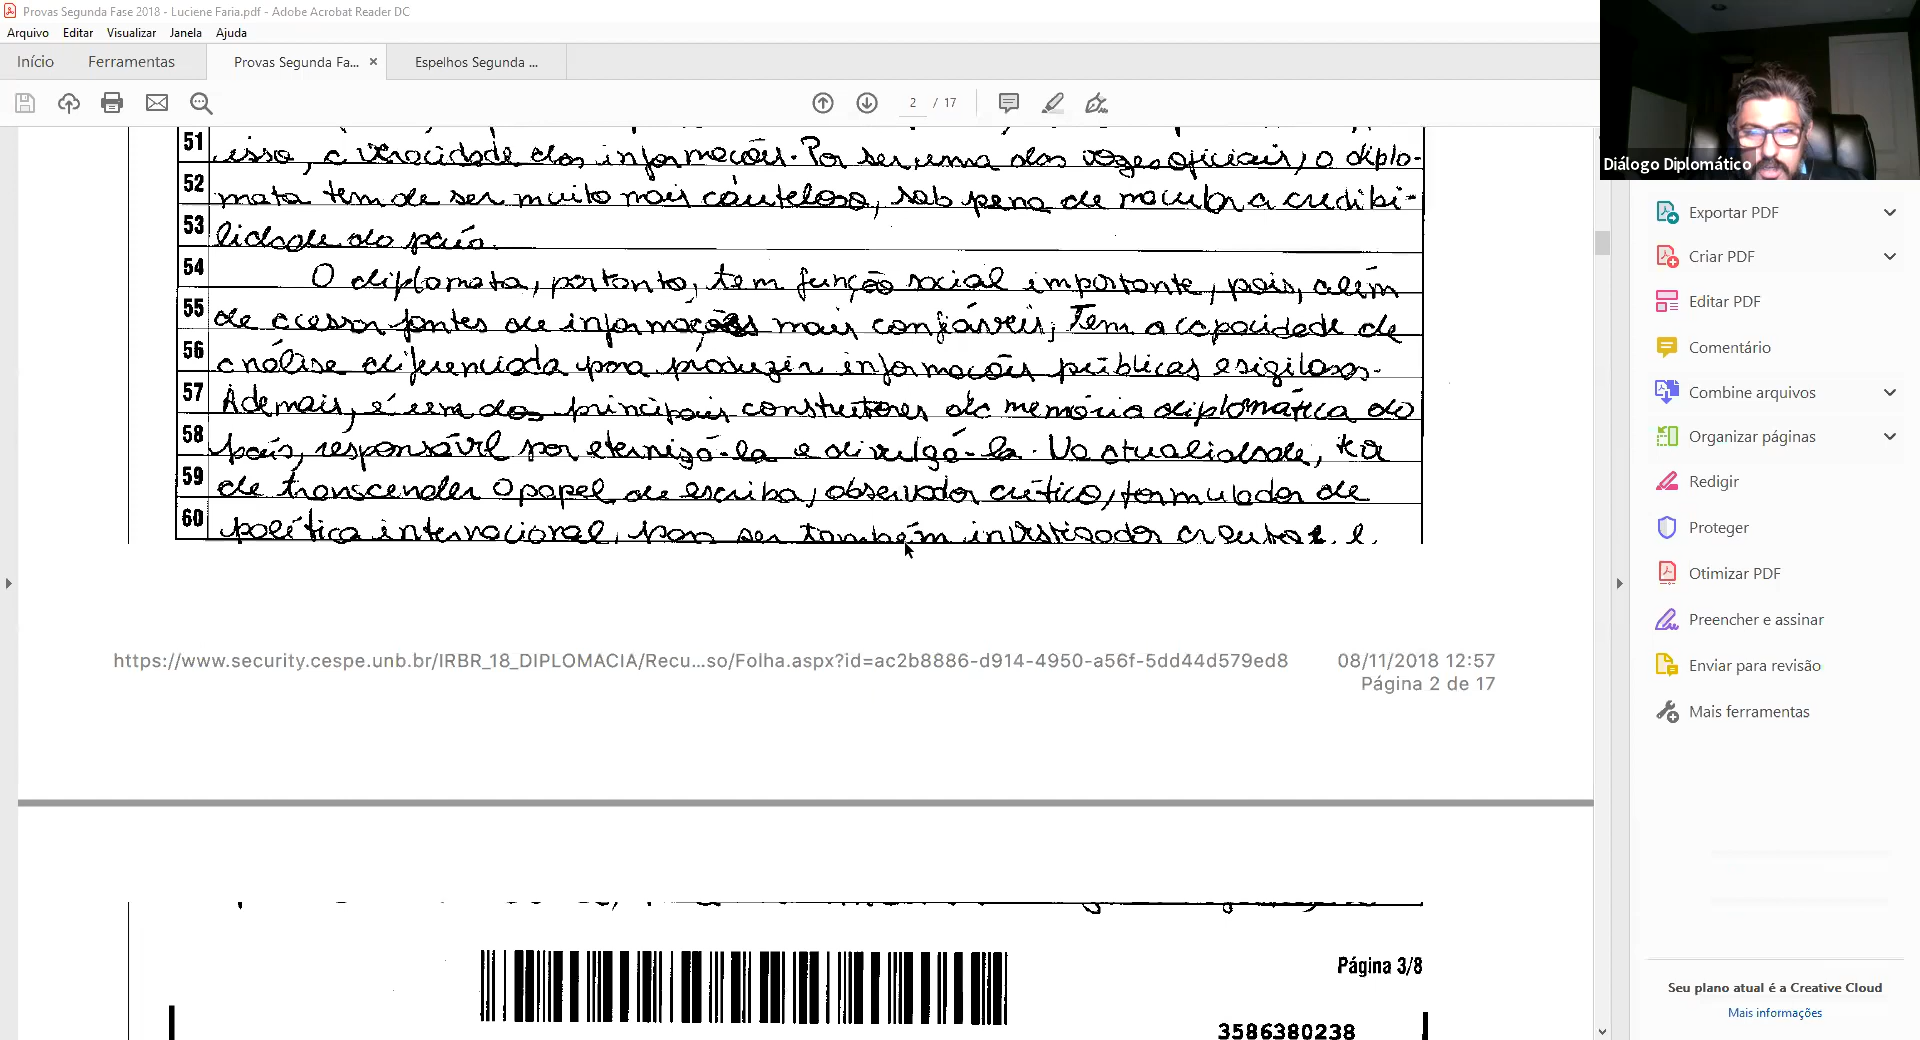 Provas Segunda Fase 2018 - Luciene Faria.pdf - Adobe Acrobat Reader DC
Arquivo Editar Visualizar Janela Ajuda
Início Ferramentas Provas Segunda Fa... × Espelhos Segunda ...
2 / 17
Diálogo Diplomático
51 isso, a veracidade das informações. Por ser uma das vozes oficiais, o diplo-
52 mata tem de ser muito mais cauteloso, sob pena de macular a credibi-
53 lidade do país.
54 O diplomata, portanto, tem função social importante, pois, além
55 de acessar fontes de informações mais confiáveis, tem a capacidade de
56 análise diferenciada para produzir informações públicas e sigilosas.
57 Ademais, é um dos principais construtores da memória diplomática do
58 país, responsável por eternizá-la e divulgá-la. Na atualidade, há
59 de transcender o papel de escriba, observador crítico, formulador de
60 política internacional, para ser também investigador e
https://www.security.cespe.unb.br/IRBR_18_DIPLOMACIA/Recu...so/Folha.aspx?id=ac2b8886-d914-4950-a56f-5dd44d579ed8 08/11/2018 12:57
Página 2 de 17
Página 3/8
3586380238
Exportar PDF
Criar PDF
Editar PDF
Comentário
Combine arquivos
Organizar páginas
Redigir
Proteger
Otimizar PDF
Preencher e assinar
Enviar para revisão
Mais ferramentas
Seu plano atual é a Creative Cloud
Mais informações